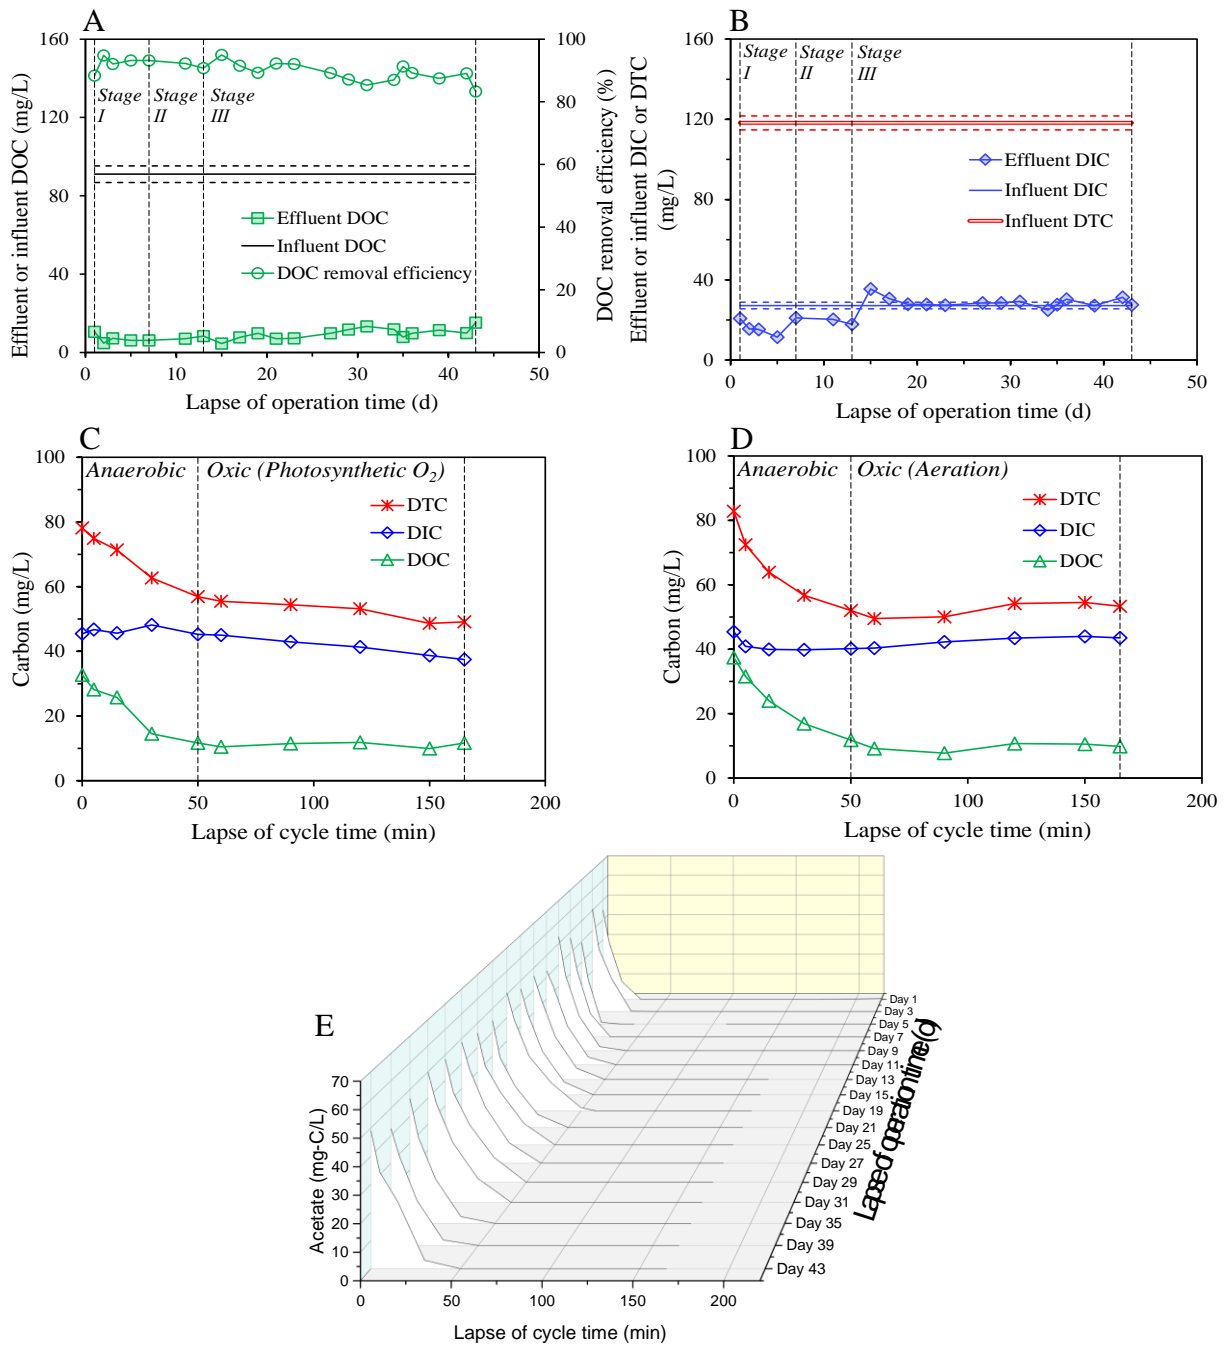 A
Effluent or influent DOC (mg/L)
160
120
80
40
0
100
80
60
40
20
0
DOC removal efficiency (%)
Stage I
Stage II
Stage III
Effluent DOC
Influent DOC
DOC removal efficiency
0 10 20 30 40 50
Lapse of operation time (d)
B
Effluent or influent DIC or DTC
(mg/L)
160
120
80
40
0
Stage I
Stage II
Stage III
Effluent DIC
Influent DIC
Influent DTC
0 10 20 30 40 50
Lapse of operation time (d)
C
Carbon (mg/L)
100
80
60
40
20
0
Anaerobic Oxic (Photosynthetic O2)
DTC
DIC
DOC
0 50 100 150 200
Lapse of cycle time (min)
D
Carbon (mg/L)
100
80
60
40
20
0
Anaerobic Oxic (Aeration)
DTC
DIC
DOC
0 50 100 150 200
Lapse of cycle time (min)
E
Acetate (mg-C/L)
70
60
50
40
30
20
10
0
0 50 100 150 200
Lapse of cycle time (min)
Day 1
Day 3
Day 5
Day 7
Day 9
Day 11
Day 13
Day 15
Day 19
Day 21
Day 25
Day 27
Day 29
Day 31
Day 35
Day 39
Day 43
Lapse of operation time (d)